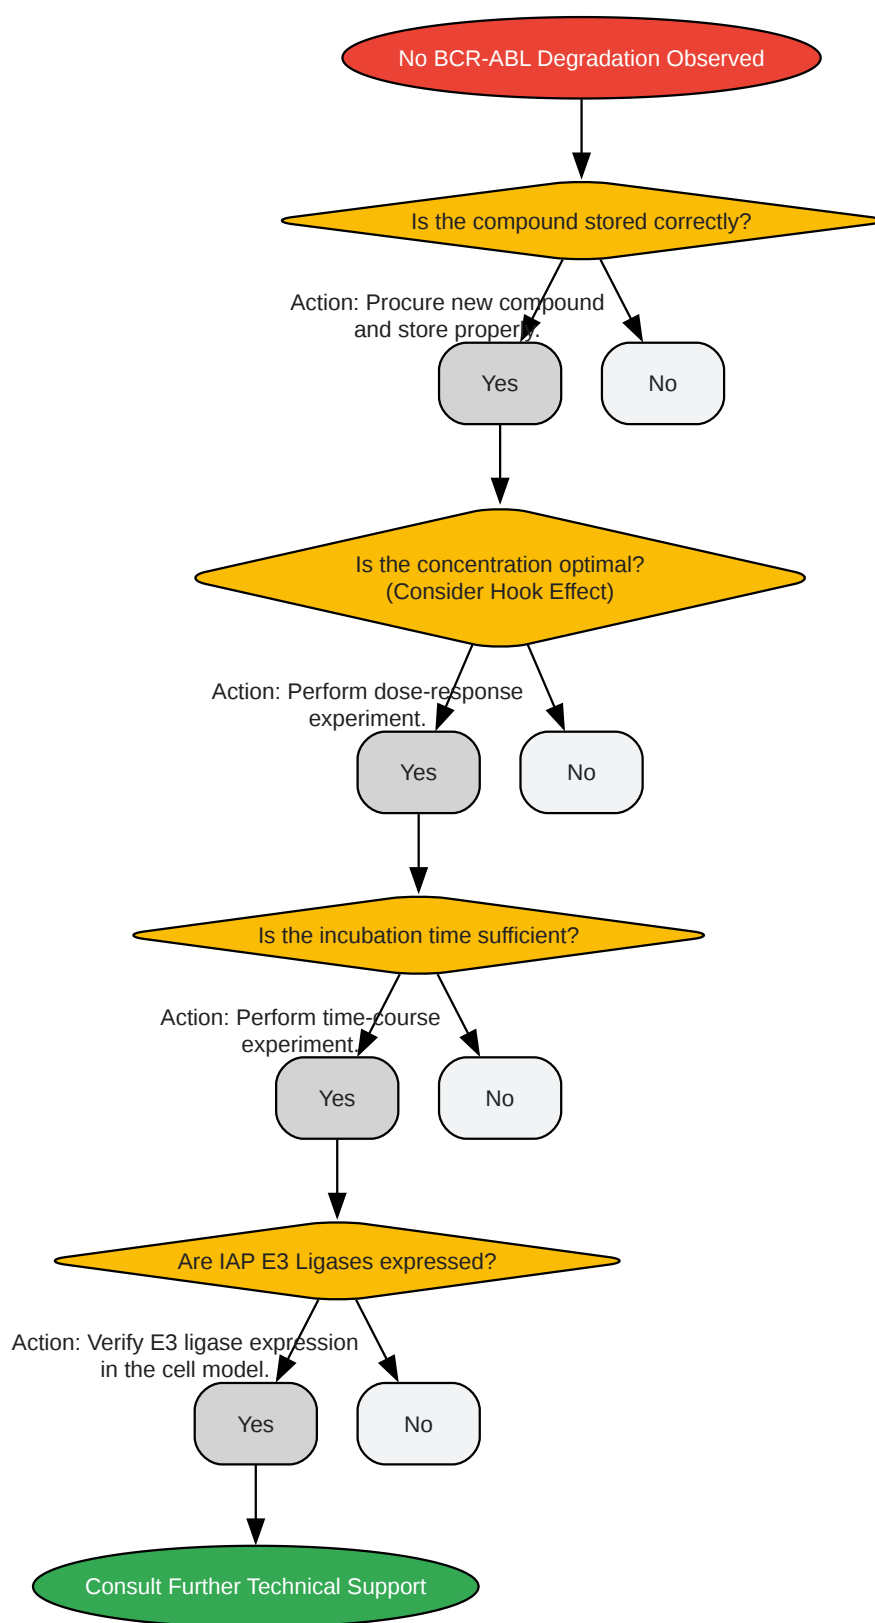 No BCR-ABL Degradation Observed
Is the compound stored correctly?
Action: Procure new compound
and store properly.
Yes
No
Is the concentration optimal?
(Consider Hook Effect)
Action: Perform dose-response
experiment.
Yes
No
Is the incubation time sufficient?
Action: Perform time-course
experiment.
Yes
No
Are IAP E3 Ligases expressed?
Action: Verify E3 ligase expression
in the cell model.
Yes
No
Consult Further Technical Support